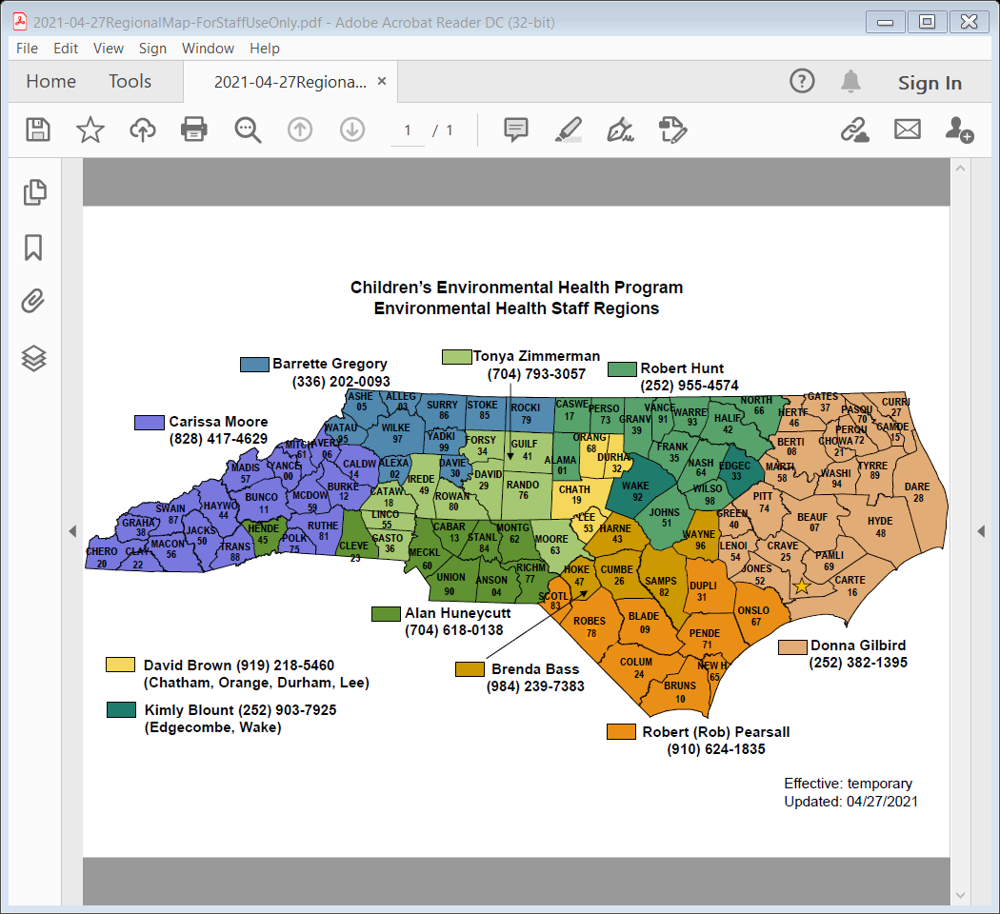 2021-04-27RegionalMap-ForStaffUseOnly.pdf - Adobe Acrobat Reader DC (32-bit)
File Edit View Sign Window Help
Home Tools 2021-04-27Regiona... × Sign In
1 / 1
Children's Environmental Health Program
Environmental Health Staff Regions
Barrette Gregory
(336) 202-0093
Tonya Zimmerman
(704) 793-3057
Robert Hunt
(252) 955-4574
Carissa Moore
(828) 417-4629
ASHE
05
ALLEG
03
SURRY
86
STOKE
85
ROCKI
79
CASWE
17
PERSO
73
GRANV
39
VANCE
91
WARRE
93
NORTH
66
HALIF
42
HERTF
46
GATES
37
PASQU
70
CURRI
27
CAMDE
15
PERQU
72
CHOWA
21
BERTI
08
WATAU
95
WILKE
97
YADKI
99
FORSY
34
GUILF
41
ALAMA
01
ORANG
68
DURHA
32
FRANK
35
NASH
64
EDGEC
33
MARTI
58
WASHI
94
TYRRE
89
DARE
28
MITCH
61
AVERY
06
CALDW
14
ALEXA
02
IREDE
49
DAVIE
30
DAVID
29
RANDO
76
CHATH
19
WAKE
92
WILSO
98
PITT
74
BEAUF
07
HYDE
48
MADIS
57
YANCE
00
BURKE
12
CATAW
18
ROWAN
80
BUNCO
11
MCDOW
59
LINCO
55
LEE
53
JOHNS
51
GREEN
40
SWAIN
87
HAYWO
44
GRAHA
38
JACKS
50
HENDE
45
RUTHE
81
POLK
75
CLEVE
23
GASTO
36
CABAR
13
STANL
84
MONTG
62
MOORE
63
HARNE
43
WAYNE
96
LENOI
54
CRAVE
25
PAMLI
69
CHERO
20
CLAY
22
MACON
56
TRANS
88
MECKL
60
UNION
90
ANSON
04
RICHM
77
HOKE
47
CUMBE
26
SAMPS
82
DUPLI
31
JONES
52
CARTE
16
SCOTL
83
ROBES
78
BLADE
09
ONSLO
67
PENDE
71
COLUM
24
NEW H
65
BRUNS
10
Alan Huneycutt
(704) 618-0138
Donna Gilbird
(252) 382-1395
David Brown (919) 218-5460
(Chatham, Orange, Durham, Lee)
Brenda Bass
(984) 239-7383
Kimly Blount (252) 903-7925
(Edgecombe, Wake)
Robert (Rob) Pearsall
(910) 624-1835
Effective: temporary
Updated: 04/27/2021